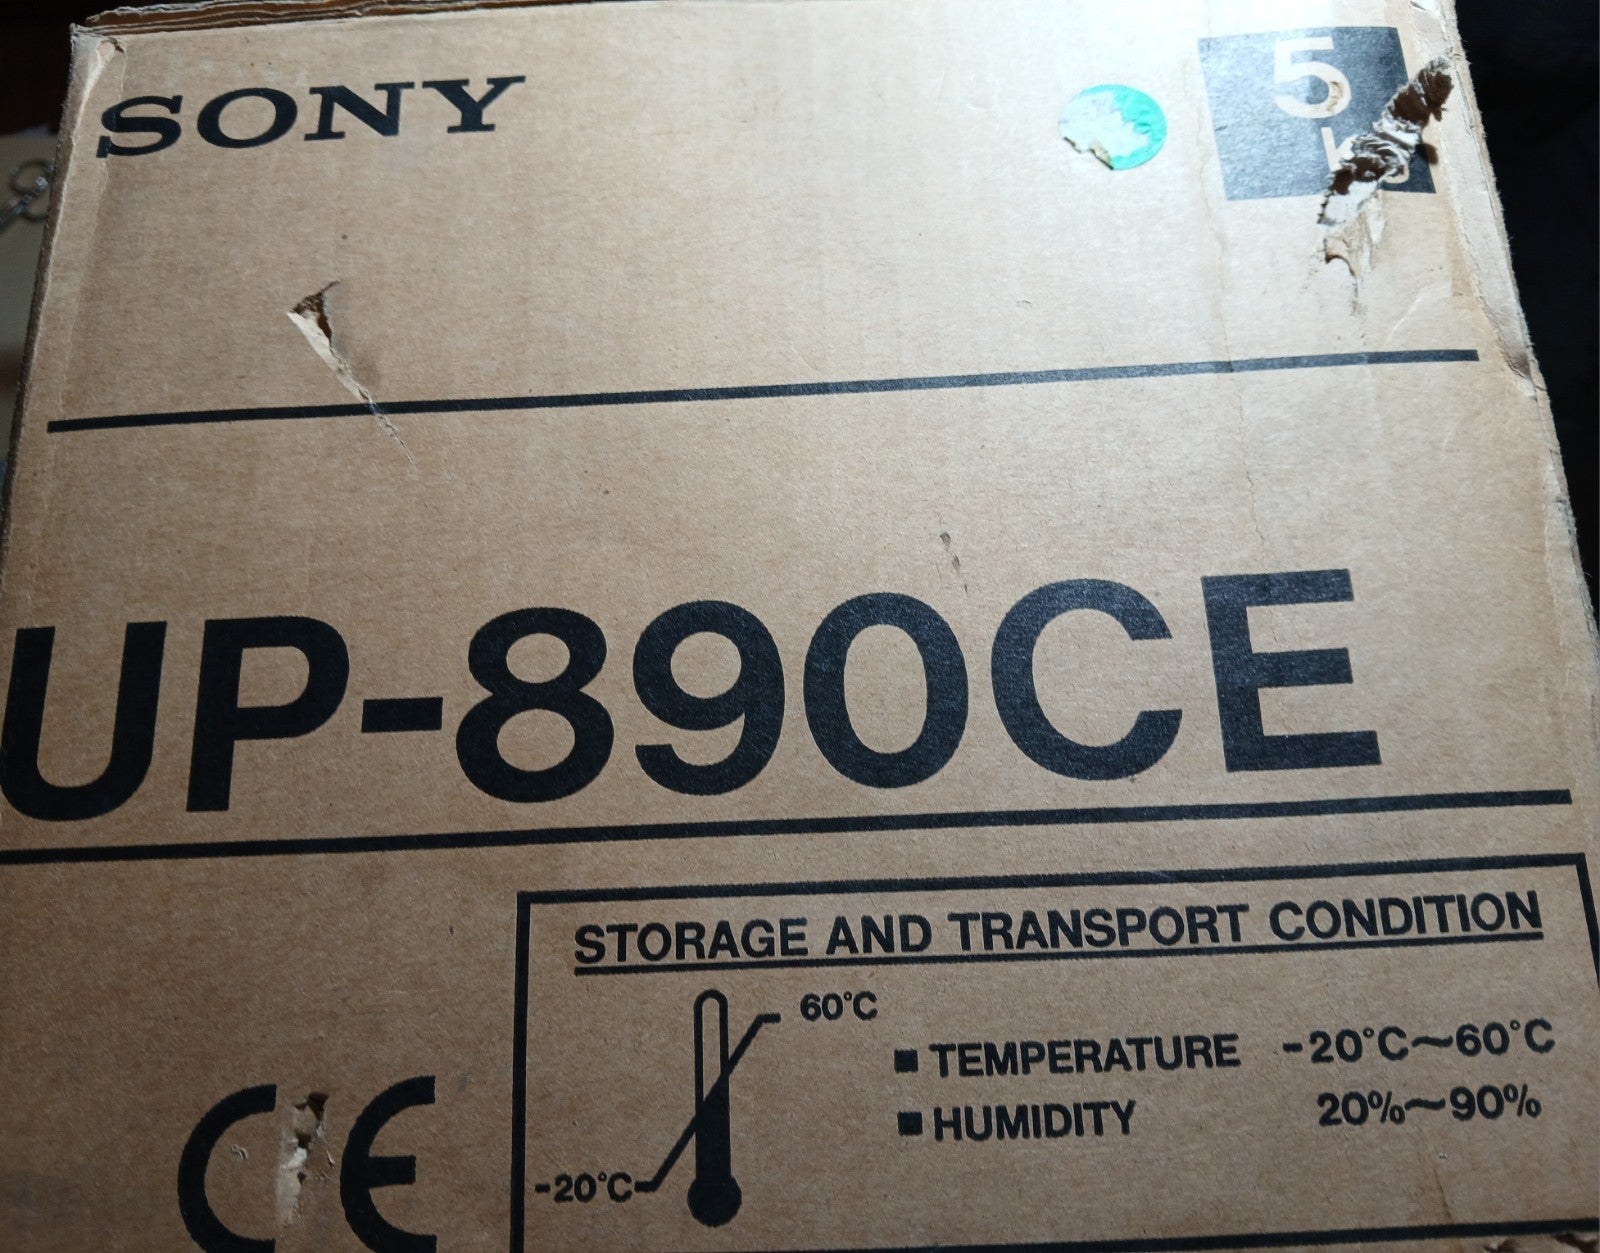 SONY
5
UP-890CE
STORAGE AND TRANSPORT CONDITION
60°C
-20°C
■ TEMPERATURE -20°C~60°C
■ HUMIDITY 20%~90%
CE